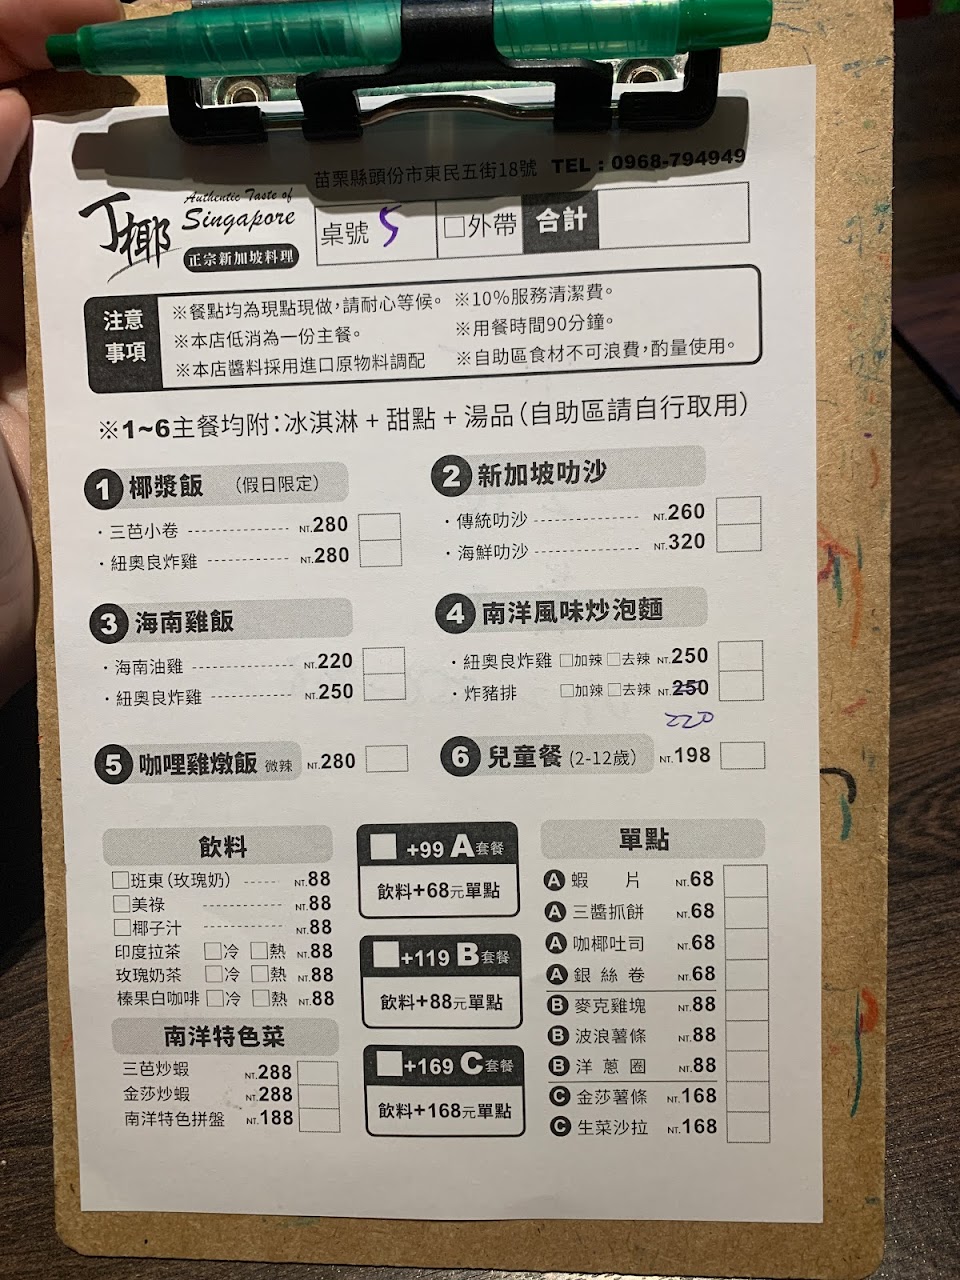 苗栗縣頭份市東民五街18號 TEL：0968-794949
丁椰
Authentic Taste of
Singapore
正宗新加坡料理
桌號 5 □外帶 合計
注意
事項
※餐點均為現點現做,請耐心等候。 ※10%服務清潔費。
※本店低消為一份主餐。 ※用餐時間90分鐘。
※本店醬料採用進口原物料調配 ※自助區食材不可浪費,酌量使用。
※1~6主餐均附:冰淇淋 + 甜點 + 湯品(自助區請自行取用)
1 椰漿飯 (假日限定)
・三芭小卷 NT.280
・紐奧良炸雞 NT.280
2 新加坡叻沙
・傳統叻沙 NT.260
・海鮮叻沙 NT.320
3 海南雞飯
・海南油雞 NT.220
・紐奧良炸雞 NT.250
4 南洋風味炒泡麵
・紐奧良炸雞 □加辣 □去辣 NT.250
・炸豬排 □加辣 □去辣 NT.250
220
5 咖哩雞燉飯 微辣 NT.280
6 兒童餐 (2-12歲) NT.198
飲料
□班東(玫瑰奶) NT.88
□美祿 NT.88
□椰子汁 NT.88
印度拉茶 □冷 □熱 NT.88
玫瑰奶茶 □冷 □熱 NT.88
榛果白咖啡 □冷 □熱 NT.88
南洋特色菜
三芭炒蝦 NT.288
金莎炒蝦 NT.288
南洋特色拼盤 NT.188
□+99 A套餐
飲料+68元單點
□+119 B套餐
飲料+88元單點
□+169 C套餐
飲料+168元單點
單點
A 蝦片 NT.68
A 三醬抓餅 NT.68
A 咖椰吐司 NT.68
A 銀絲卷 NT.68
B 麥克雞塊 NT.88
B 波浪薯條 NT.88
B 洋蔥圈 NT.88
C 金莎薯條 NT.168
C 生菜沙拉 NT.168